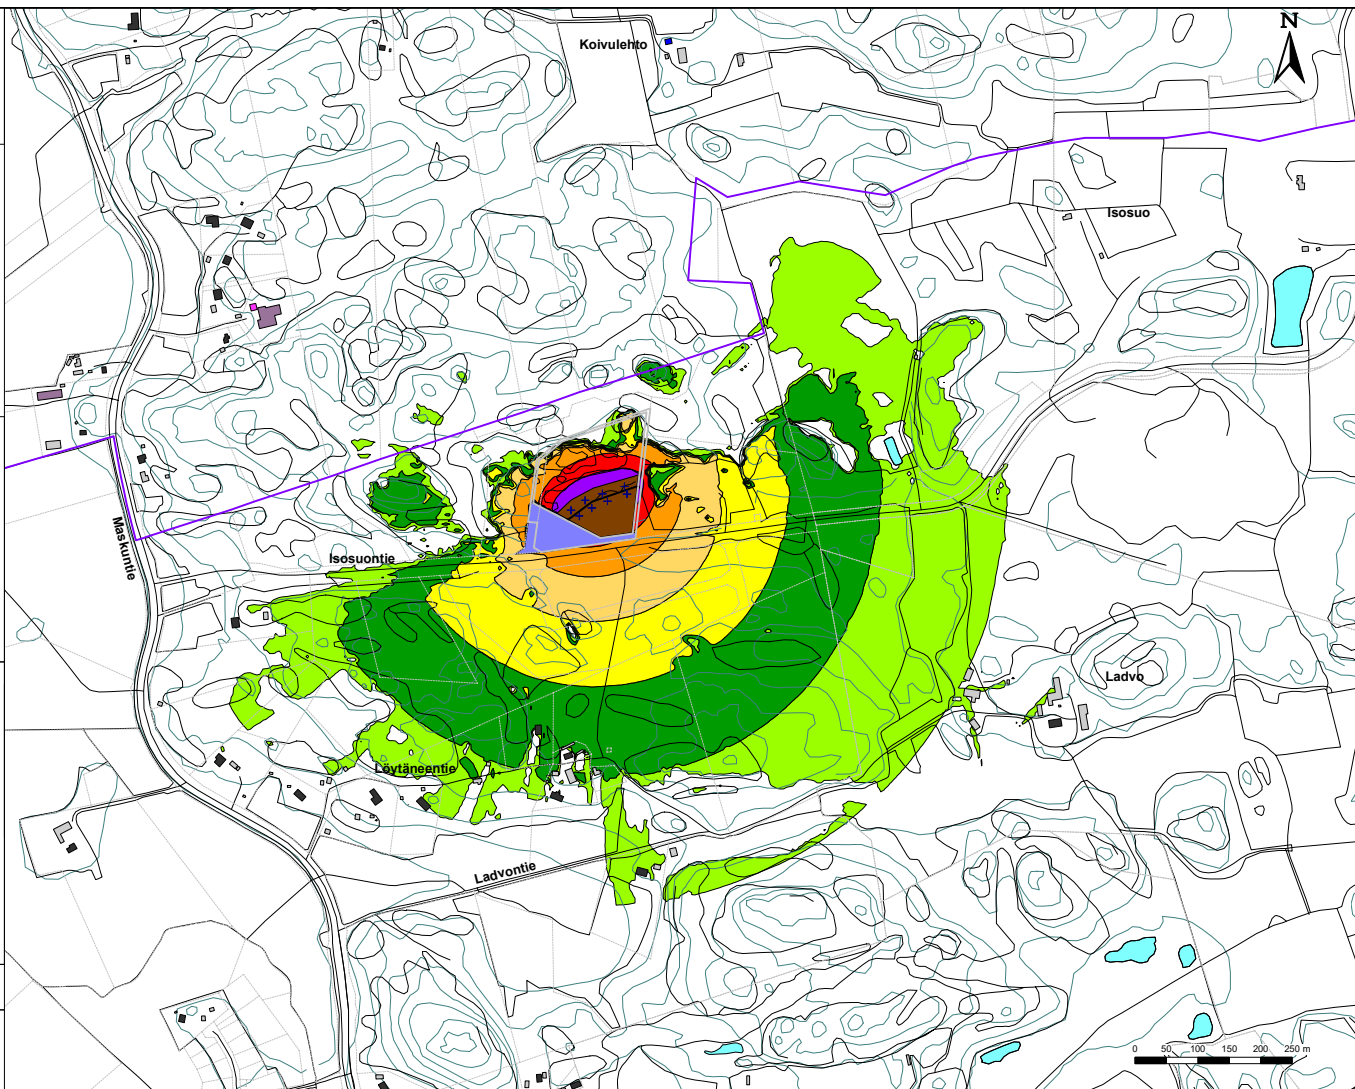 N
Koivulehto
Isosuo
Maskuntie
Isosuontie
Ladvo
Löytäneentie
Ladvontie
0 50 100 150 200 250 m